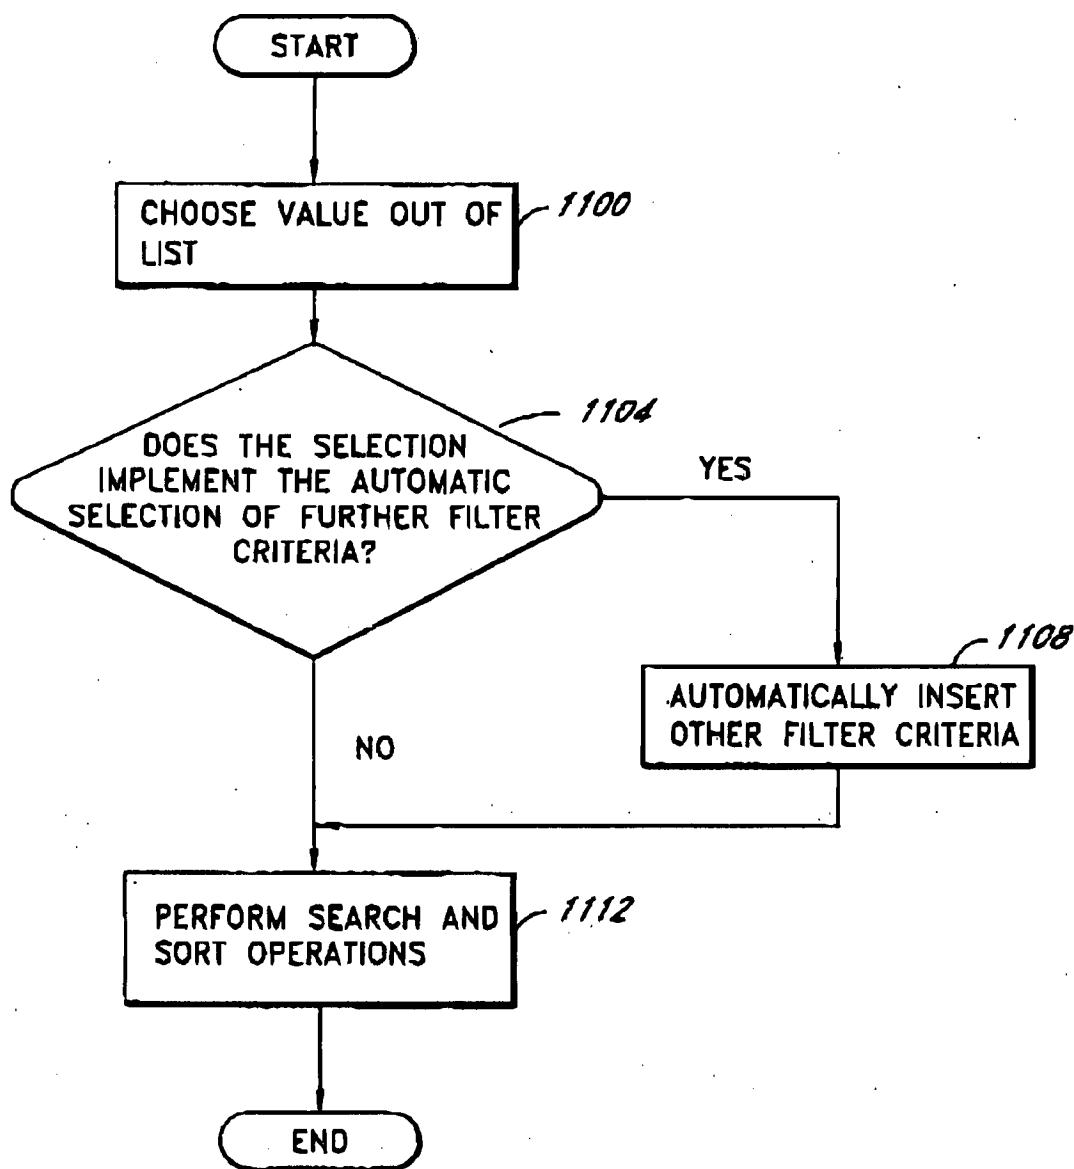 START
CHOOSE VALUE OUT OF
LIST
1100
DOES THE SELECTION
IMPLEMENT THE AUTOMATIC
SELECTION OF FURTHER FILTER
CRITERIA?
1104
YES
1108
AUTOMATICALLY INSERT
OTHER FILTER CRITERIA
NO
PERFORM SEARCH AND
SORT OPERATIONS
1112
END